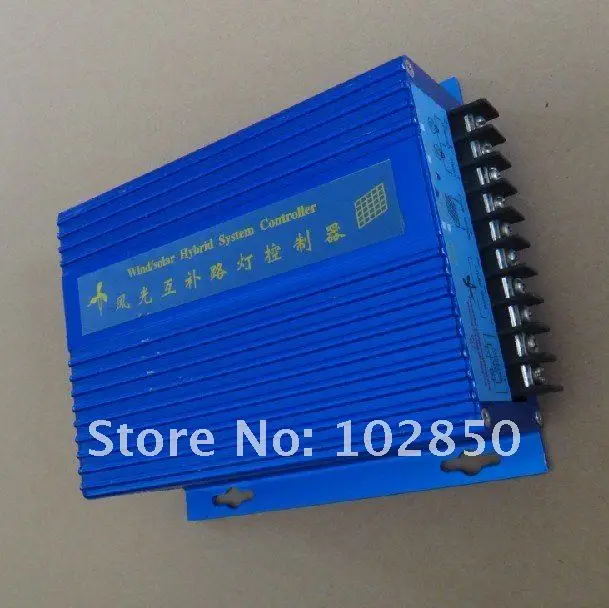 Wind/solar Hybrid System Controller
风光互补路灯控制器
Store No: 102850